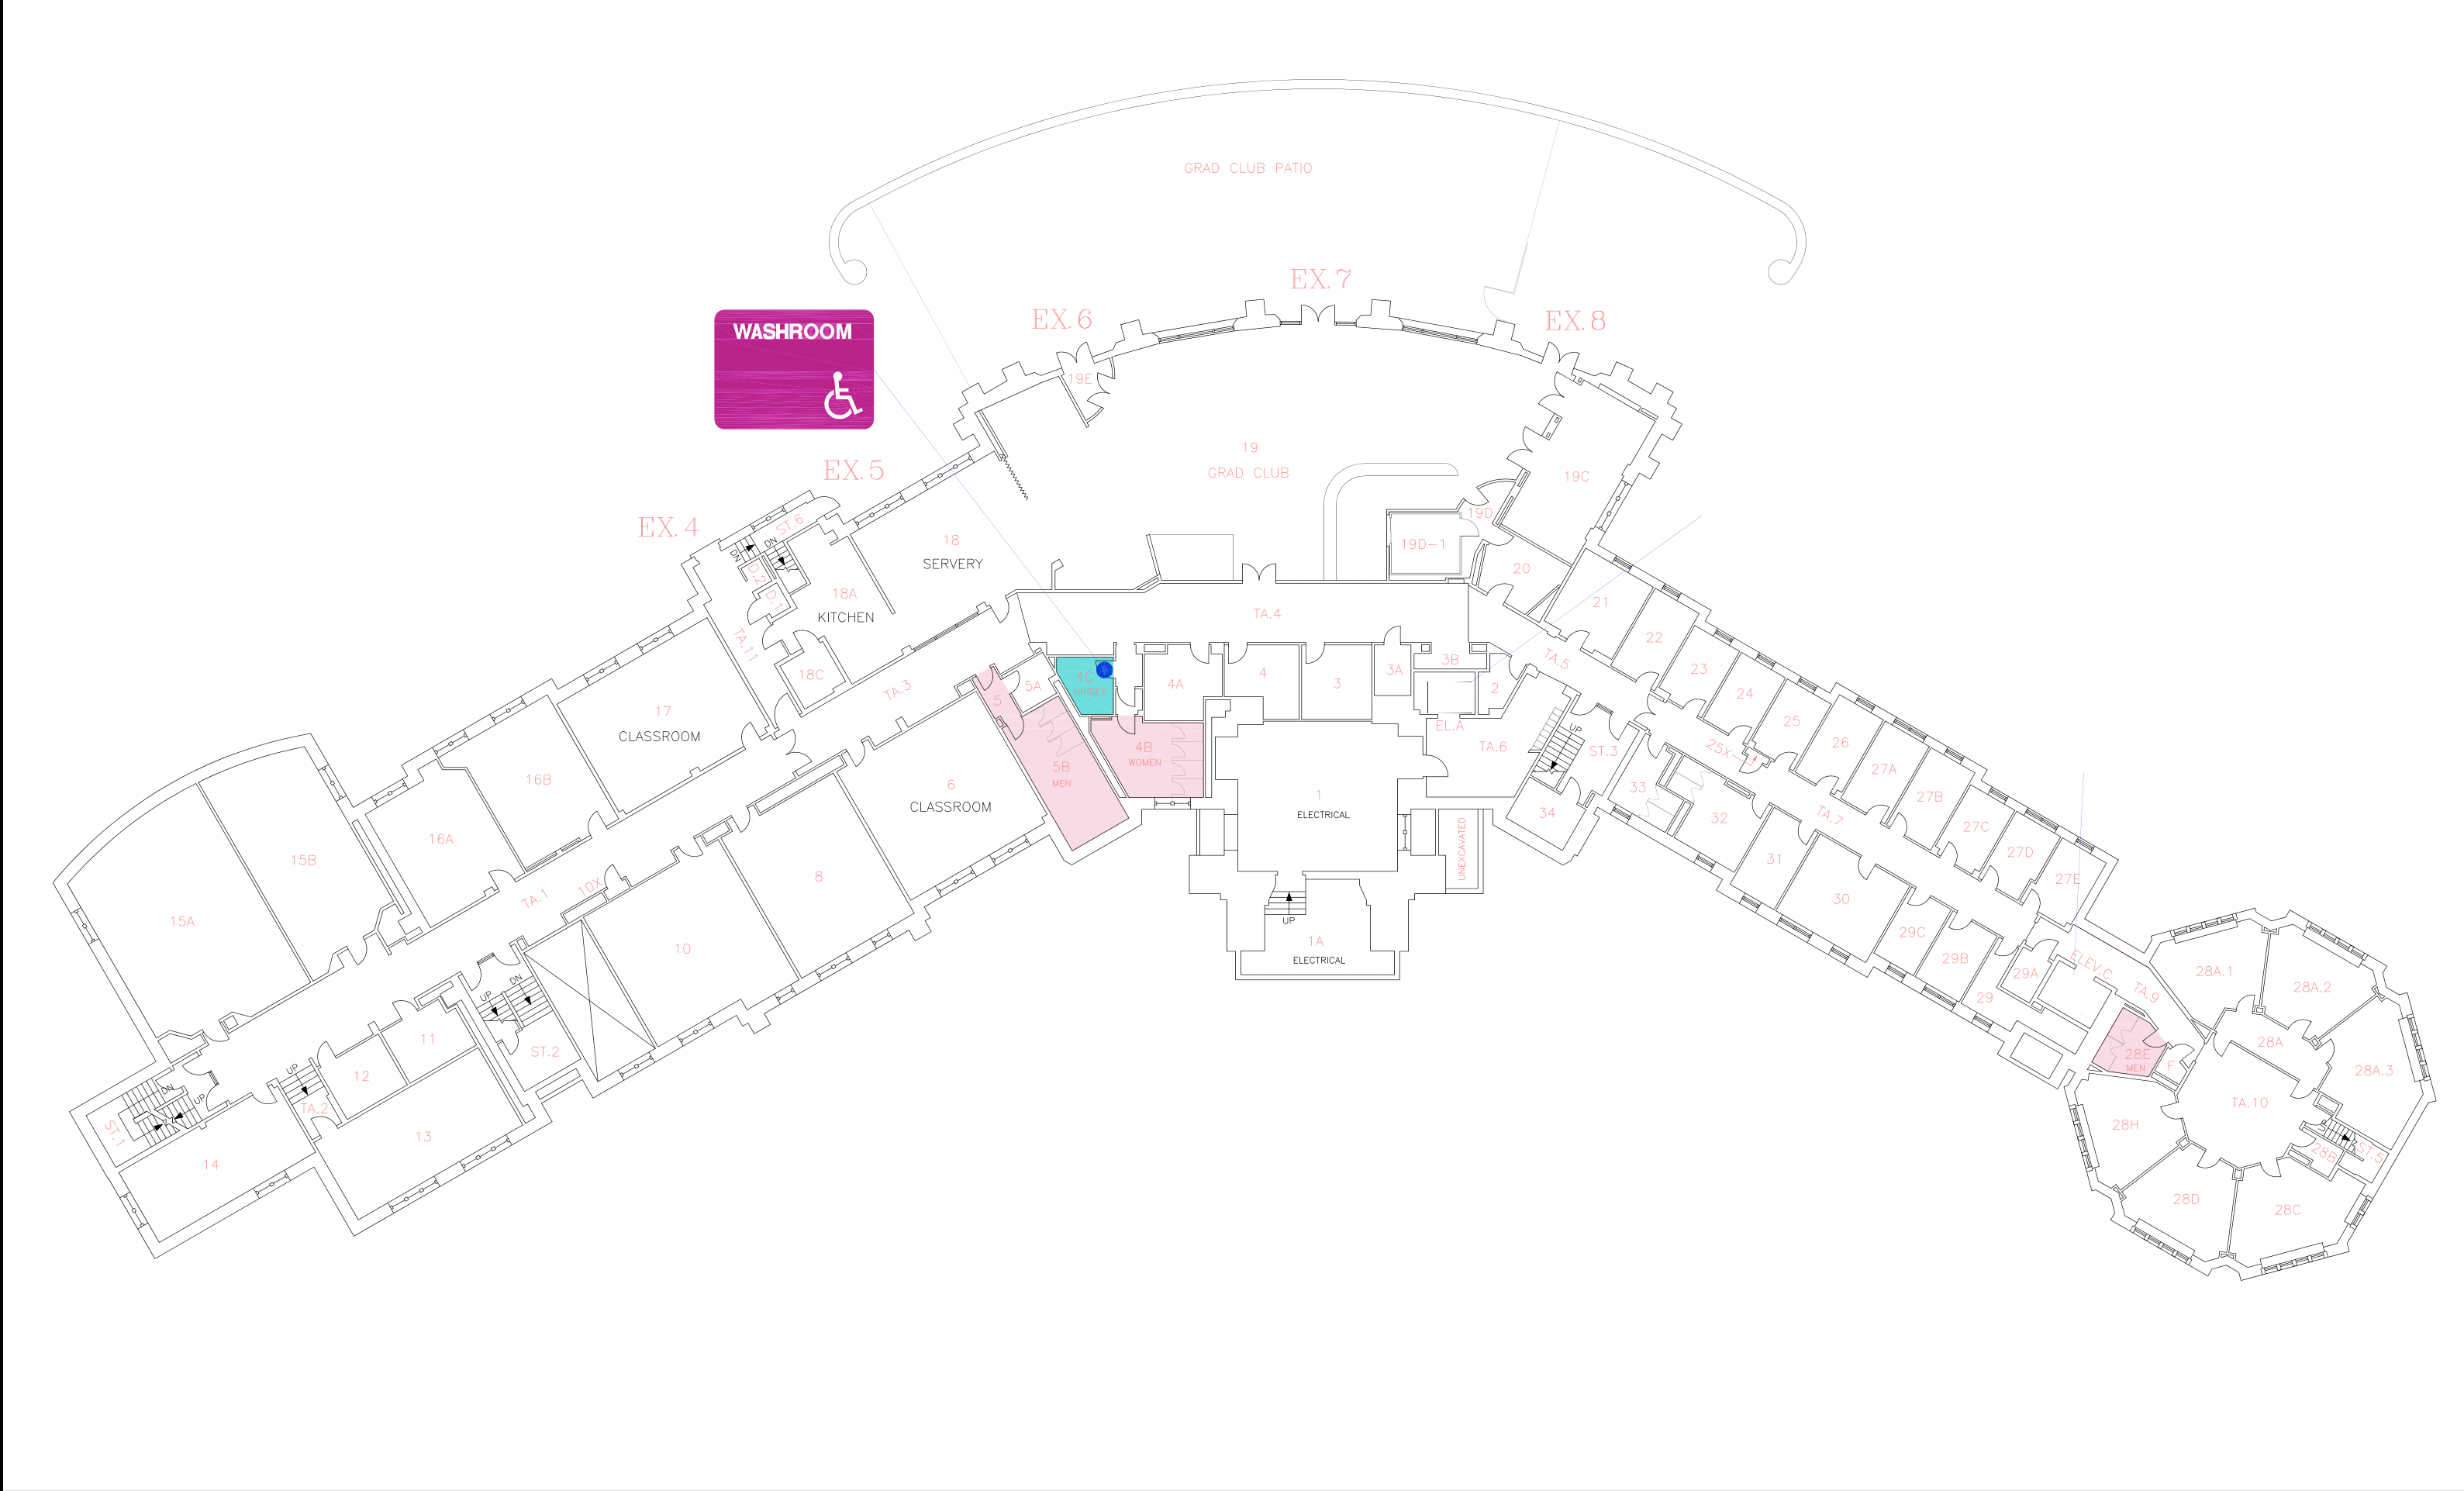 GRAD CLUB PATIO
EX.7
EX.6
EX.8
WASHROOM
19E
19
GRAD CLUB
EX.5
19C
EX.4
ST.6
19D
DN
DN
18
SERVERY
19D-1
D.2
D.1
18A
KITCHEN
20
21
TA.4
TA.11
22
TA.5
18C
TA.3
5A
5
4C
UNISEX
4A
4
3
3A
3B
2
23
24
25
26
27A
27B
27C
27D
27E
17
CLASSROOM
EL.A
TA.6
UP
ST.3
25X
4B
WOMEN
5B
MEN
16B
6
CLASSROOM
1
ELECTRICAL
33
34
32
TA.7
31
30
UNEXCAVATED
16A
15B
15A
TA.1
10X
8
10
UP
1A
ELECTRICAL
29C
29B
29A
29
ELEV.C
TA.9
28A.1
28A.2
28A.3
28A
UP
DN
ST.2
11
12
UP
TA.2
13
14
DN
UP
ST.1
28E
MEN
F
TA.10
28H
28B
ST.5
28D
28C